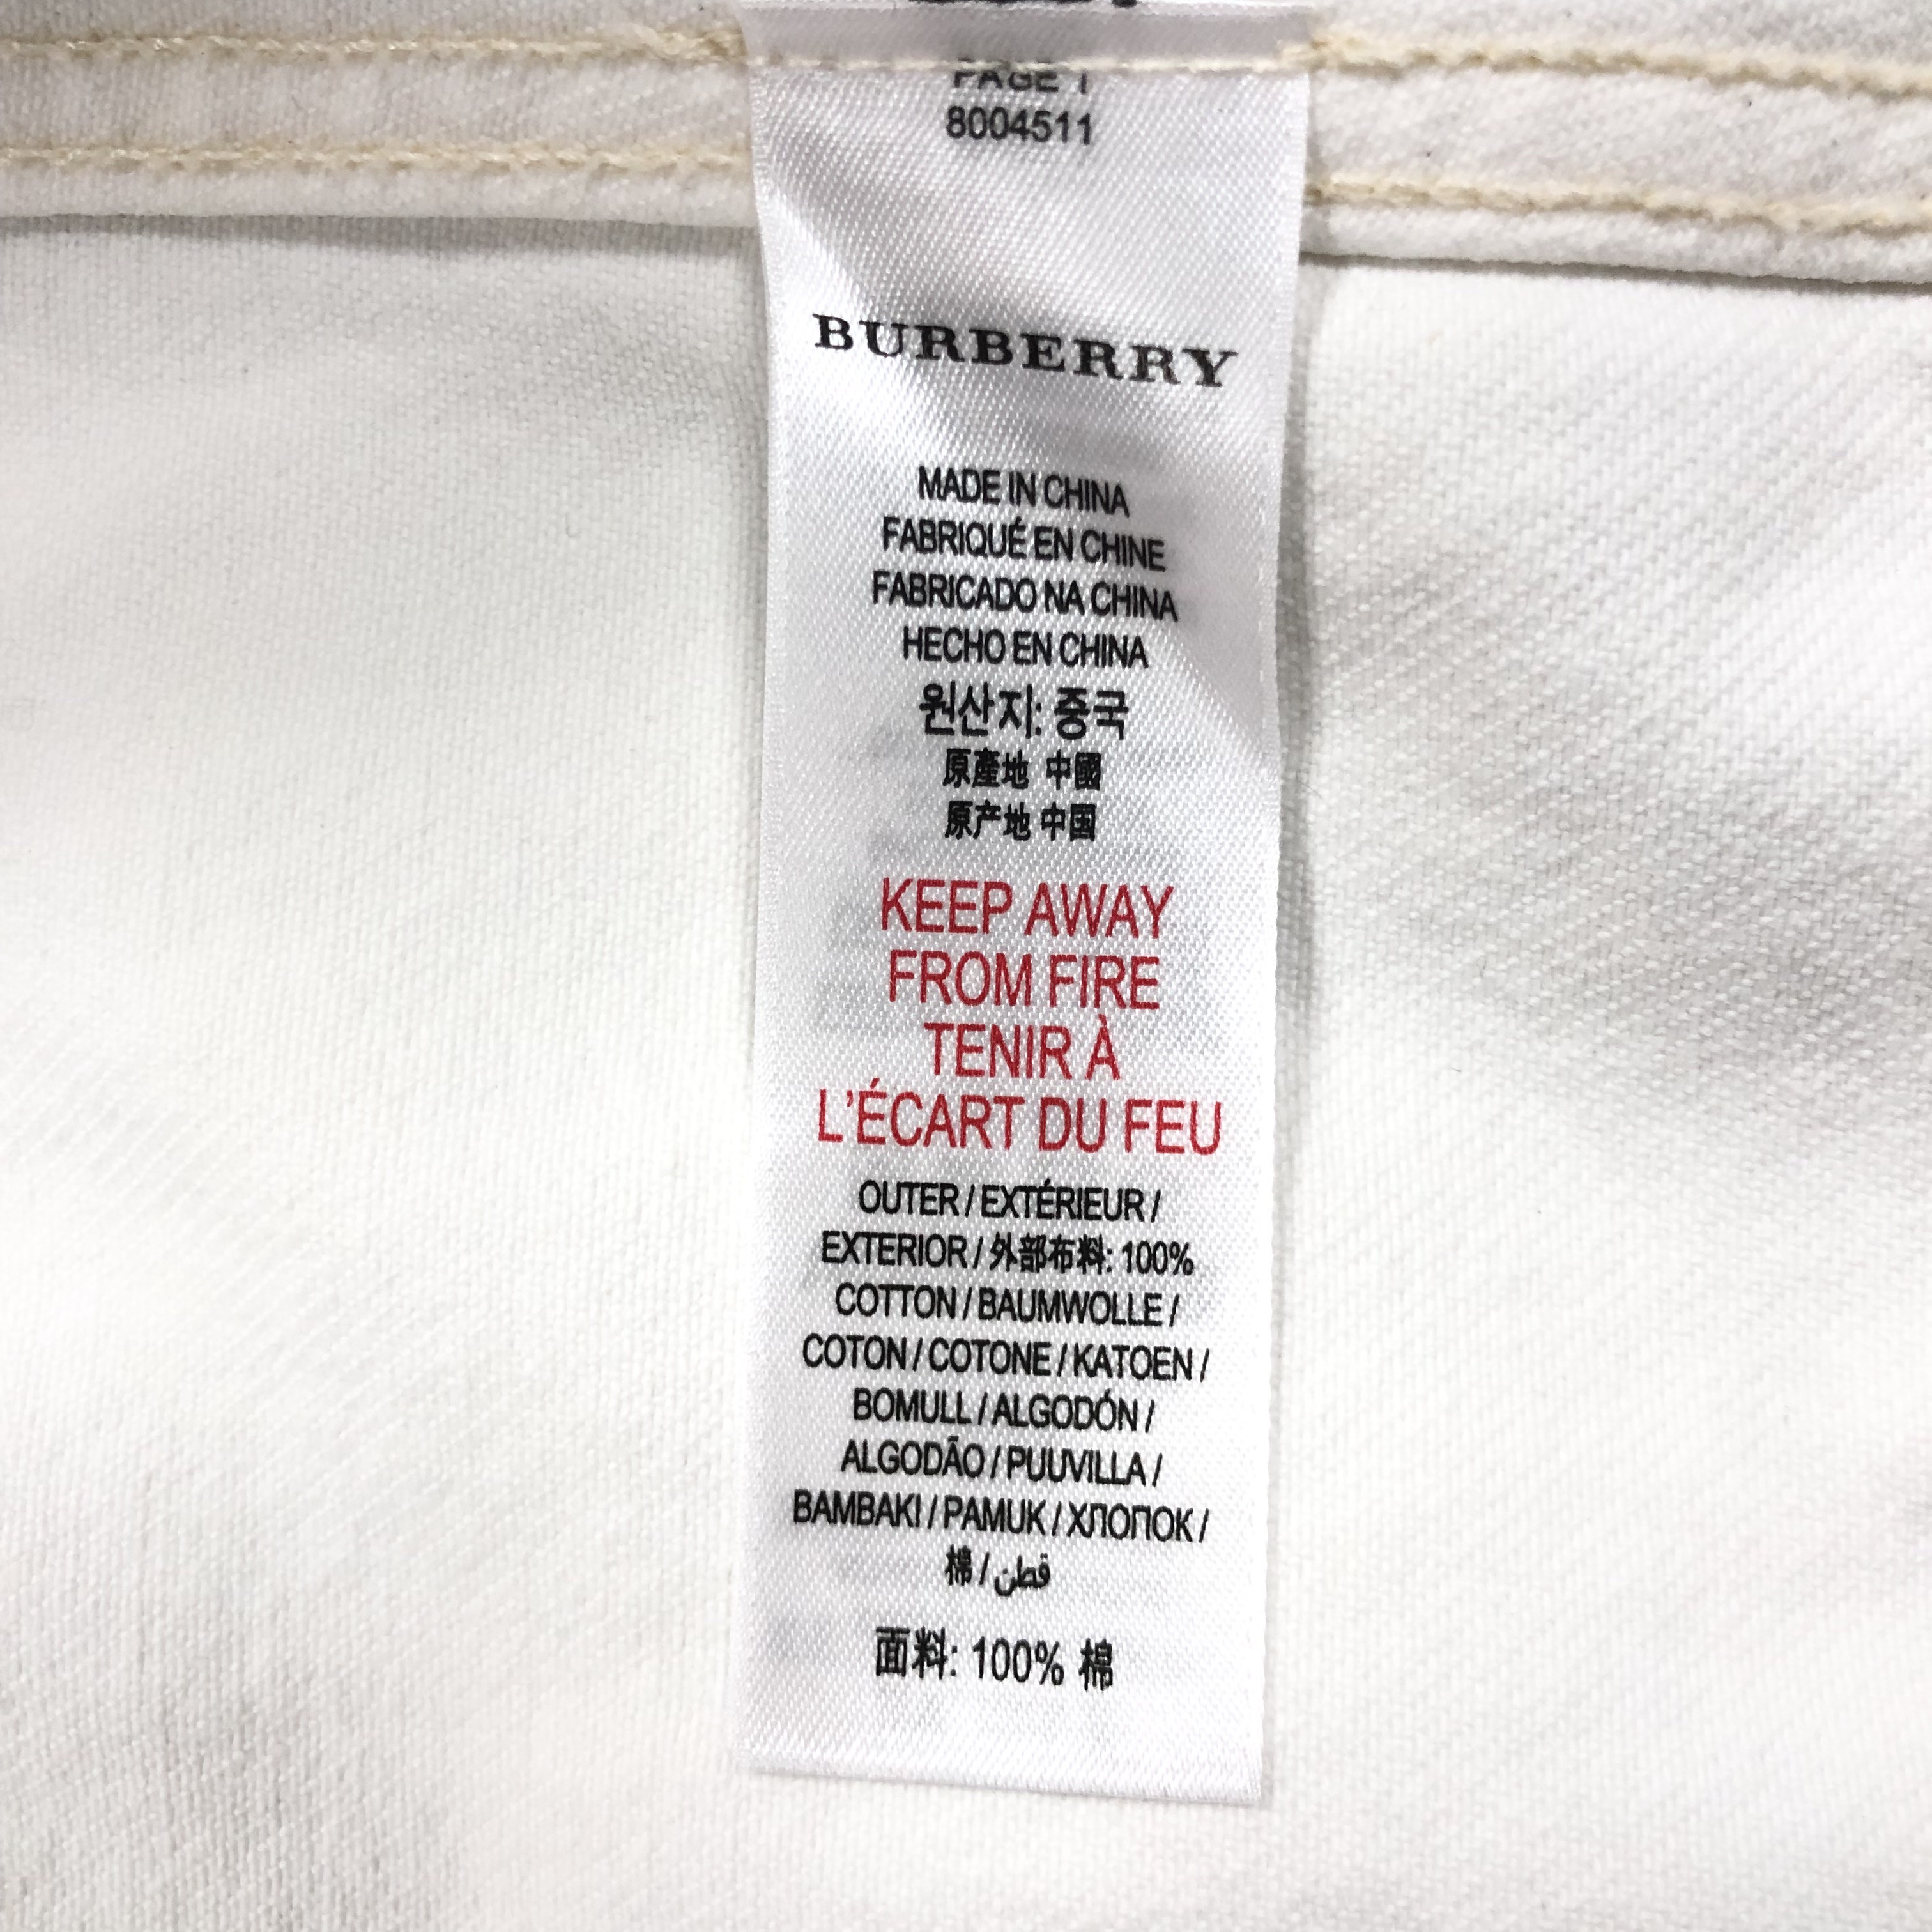 PAGE 1
8004511
BURBERRY
MADE IN CHINA
FABRIQUÉ EN CHINE
FABRICADO NA CHINA
HECHO EN CHINA
원산지: 중국
原產地 中國
原产地 中国
KEEP AWAY
FROM FIRE
TENIR À
L'ÉCART DU FEU
OUTER / EXTÉRIEUR /
EXTERIOR / 外部布料: 100%
COTTON / BAUMWOLLE /
COTON / COTONE / KATOEN /
BOMULL / ALGODÓN /
ALGODÃO / PUUVILLA /
BAMBAKI / PAMUK / ХЛОПОК /
棉 / قطن
面料: 100% 棉